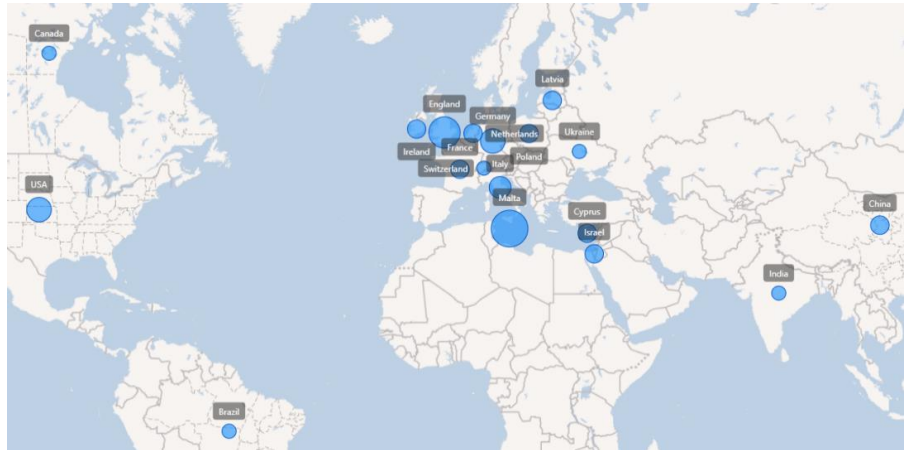 Canada
Latvia
England
Germany
Netherlands
Ukraine
Ireland
France
Italy
Poland
Switzerland
USA
Malta
Cyprus
China
Israel
India
Brazil